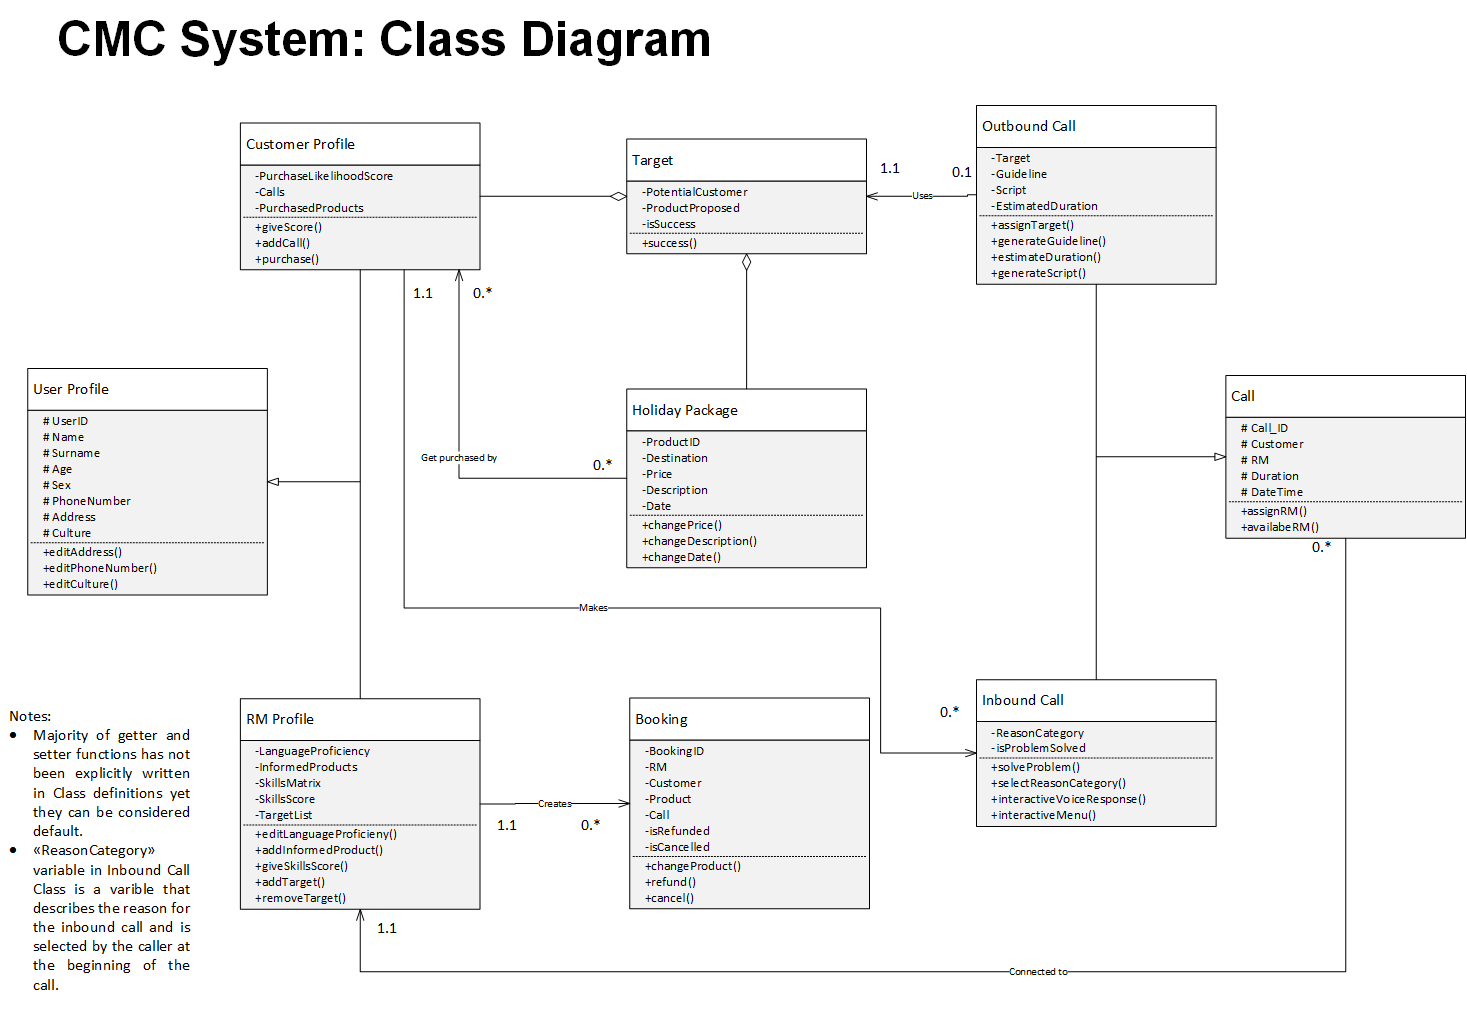 CMC System: Class Diagram
Customer Profile
-PurchaseLikelihoodScore
-Calls
-PurchasedProducts
+giveScore()
+addCall()
+purchase()
Target
-PotentialCustomer
-ProductProposed
-isSuccess
+success()
1.1
0.1
Uses
Outbound Call
-Target
-Guideline
-Script
-EstimatedDuration
+assignTarget()
+generateGuideline()
+estimateDuration()
+generateScript()
1.1
0.*
User Profile
# UserID
# Name
# Surname
# Age
# Sex
# PhoneNumber
# Address
# Culture
+editAddress()
+editPhoneNumber()
+editCulture()
Get purchased by
0.*
Holiday Package
-ProductID
-Destination
-Price
-Description
-Date
+changePrice()
+changeDescription()
+changeDate()
Call
# Call_ID
# Customer
# RM
# Duration
# DateTime
+assignRM()
+availabeRM()
0.*
Makes
0.*
Notes:
• Majority of getter and
setter functions has not
been explicitly written
in Class definitions yet
they can be considered
default.
• «ReasonCategory»
variable in Inbound Call
Class is a varible that
describes the reason for
the inbound call and is
selected by the caller at
the beginning of the
call.
RM Profile
-LanguageProficiency
-InformedProducts
-SkillsMatrix
-SkillsScore
-TargetList
+editLanguageProficieny()
+addInformedProduct()
+giveSkillsScore()
+addTarget()
+removeTarget()
Creates
1.1
0.*
Booking
-BookingID
-RM
-Customer
-Product
-Call
-isRefunded
-isCancelled
+changeProduct()
+refund()
+cancel()
Inbound Call
-ReasonCategory
-isProblemSolved
+solveProblem()
+selectReasonCategory()
+interactiveVoiceResponse()
+interactiveMenu()
1.1
Connected to